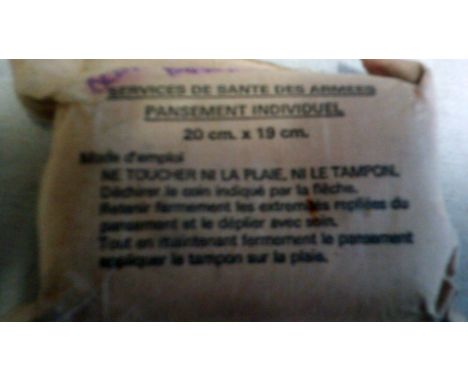 SERVICES DE SANTE DES ARMEES
PANSEMENT INDIVIDUEL
20 cm. x 19 cm.
Mode d'emploi
NE TOUCHER NI LA PLAIE, NI LE TAMPON.
Déchirer le coin indiqué par la flèche.
Retenir fermement les extremités repliées du
pansement et le déplier avec soin.
Tout en maintenant fermement le pansement
appliquer le tampon sur la plaie.